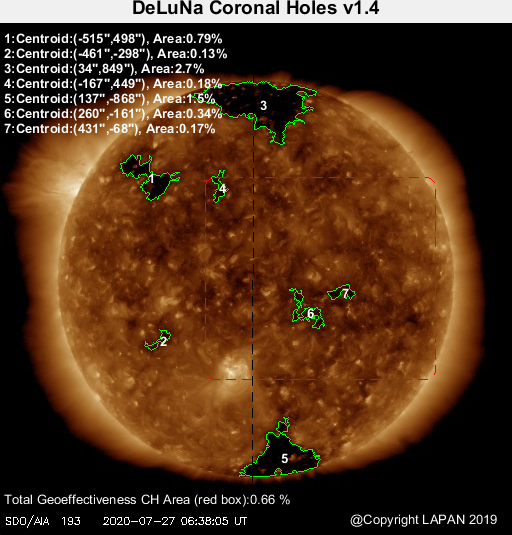 DeLuNa Coronal Holes v1.4
1:Centroid:(-515",498"), Area:0.79%
2:Centroid:(-461",-298"), Area:0.13%
3:Centroid:(34",849"), Area:2.7%
4:Centroid:(-167",449"), Area:0.18%
5:Centroid:(137",-868"), Area:1.5%
6:Centroid:(260",-161"), Area:0.34%
7:Centroid:(431",-68"), Area:0.17%
3
1
4
7
6
2
5
Total Geoeffectiveness CH Area (red box):0.66 %
SDO/AIA 193 2020-07-27 06:38:05 UT
@Copyright LAPAN 2019